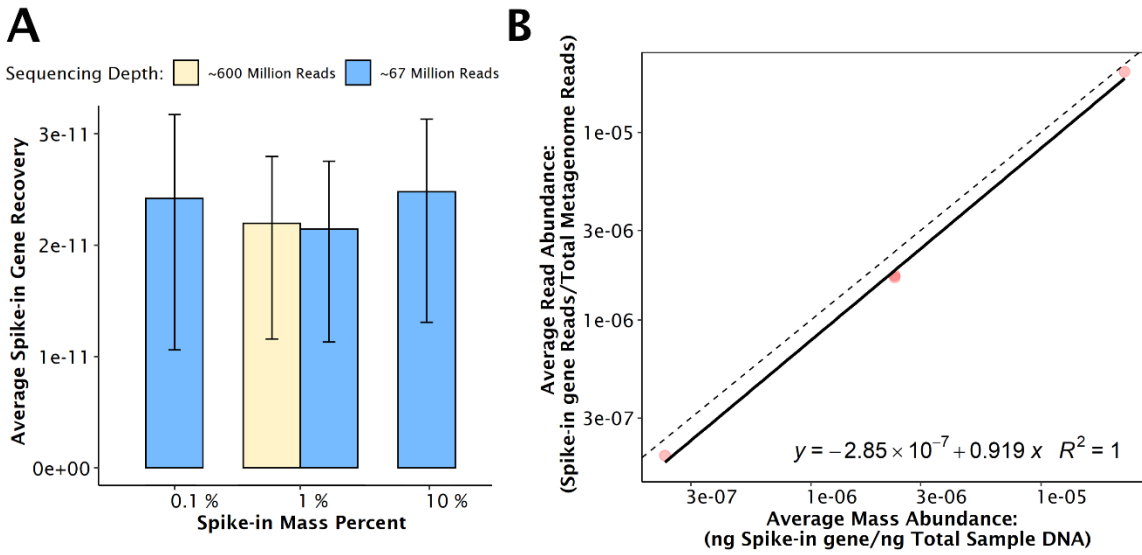 A
Sequencing Depth: ~600 Million Reads ~67 Million Reads
Average Spike-in Gene Recovery
3e-11
2e-11
1e-11
0e+00
0.1 %
1 %
10 %
Spike-in Mass Percent
B
Average Read Abundance:
(Spike-in gene Reads/Total Metagenome Reads)
1e-05
3e-06
1e-06
3e-07
y = −2.85 × 10⁻⁷ + 0.919 x R² = 1
3e-07
1e-06
3e-06
1e-05
Average Mass Abundance:
(ng Spike-in gene/ng Total Sample DNA)